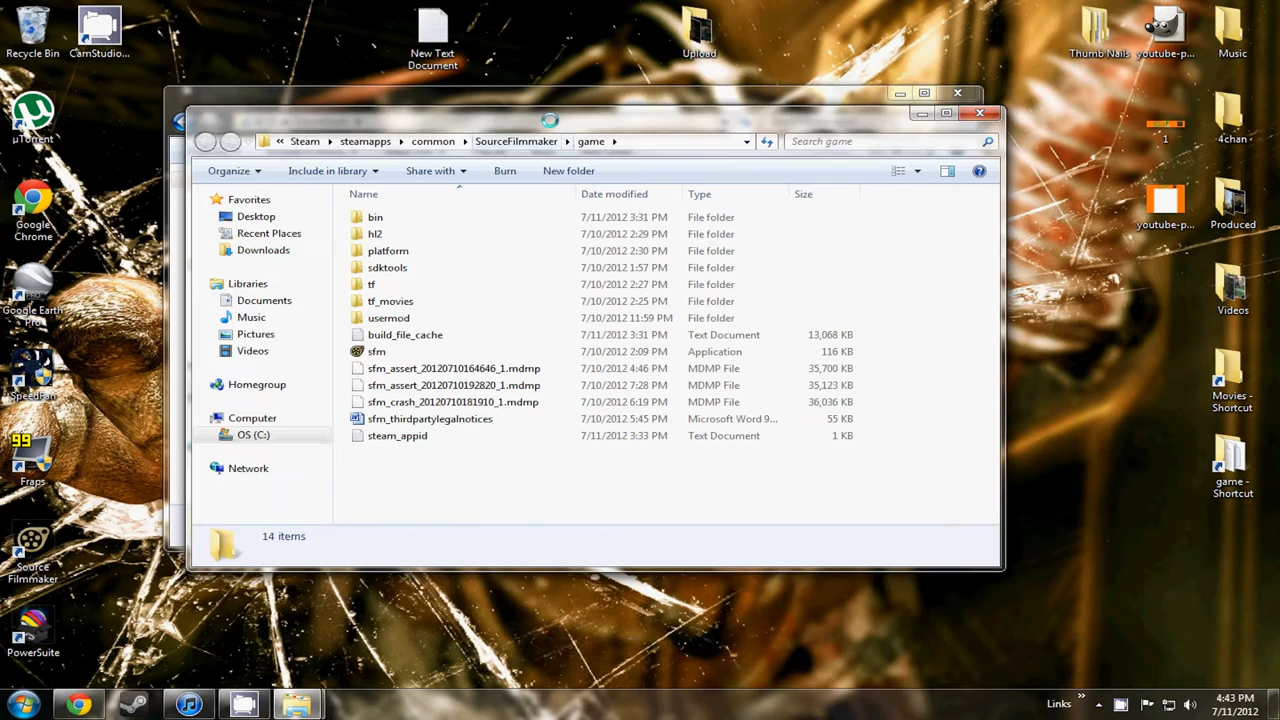 Recycle Bin
CamStudio...
New Text
Document
Upload
Thumb Nails
youtube-p...
Music
µTorrent
Google
Chrome
Google Earth
Pro
SpeedFan
99
Fraps
Source
Filmmaker
PowerSuite
1
4chan
youtube-p...
Produced
Videos
Movies -
Shortcut
game -
Shortcut
« Steam steamapps common SourceFilmmaker game
Search game
Organize Include in library Share with Burn New folder
Name Date modified Type Size
Favorites
Desktop
Recent Places
Downloads
Libraries
Documents
Music
Pictures
Videos
Homegroup
Computer
OS (C:)
Network
bin 7/11/2012 3:31 PM File folder
hl2 7/10/2012 2:29 PM File folder
platform 7/10/2012 2:30 PM File folder
sdktools 7/10/2012 1:57 PM File folder
tf 7/10/2012 2:27 PM File folder
tf_movies 7/10/2012 2:25 PM File folder
usermod 7/10/2012 11:59 PM File folder
build_file_cache 7/11/2012 3:31 PM Text Document 13,068 KB
sfm 7/10/2012 2:09 PM Application 116 KB
sfm_assert_20120710164646_1.mdmp 7/10/2012 4:46 PM MDMP File 35,700 KB
sfm_assert_20120710192820_1.mdmp 7/10/2012 7:28 PM MDMP File 35,123 KB
sfm_crash_20120710181910_1.mdmp 7/10/2012 6:19 PM MDMP File 36,036 KB
sfm_thirdpartylegalnotices 7/10/2012 5:45 PM Microsoft Word 9... 55 KB
steam_appid 7/11/2012 3:33 PM Text Document 1 KB
14 items
Links
4:43 PM
7/11/2012